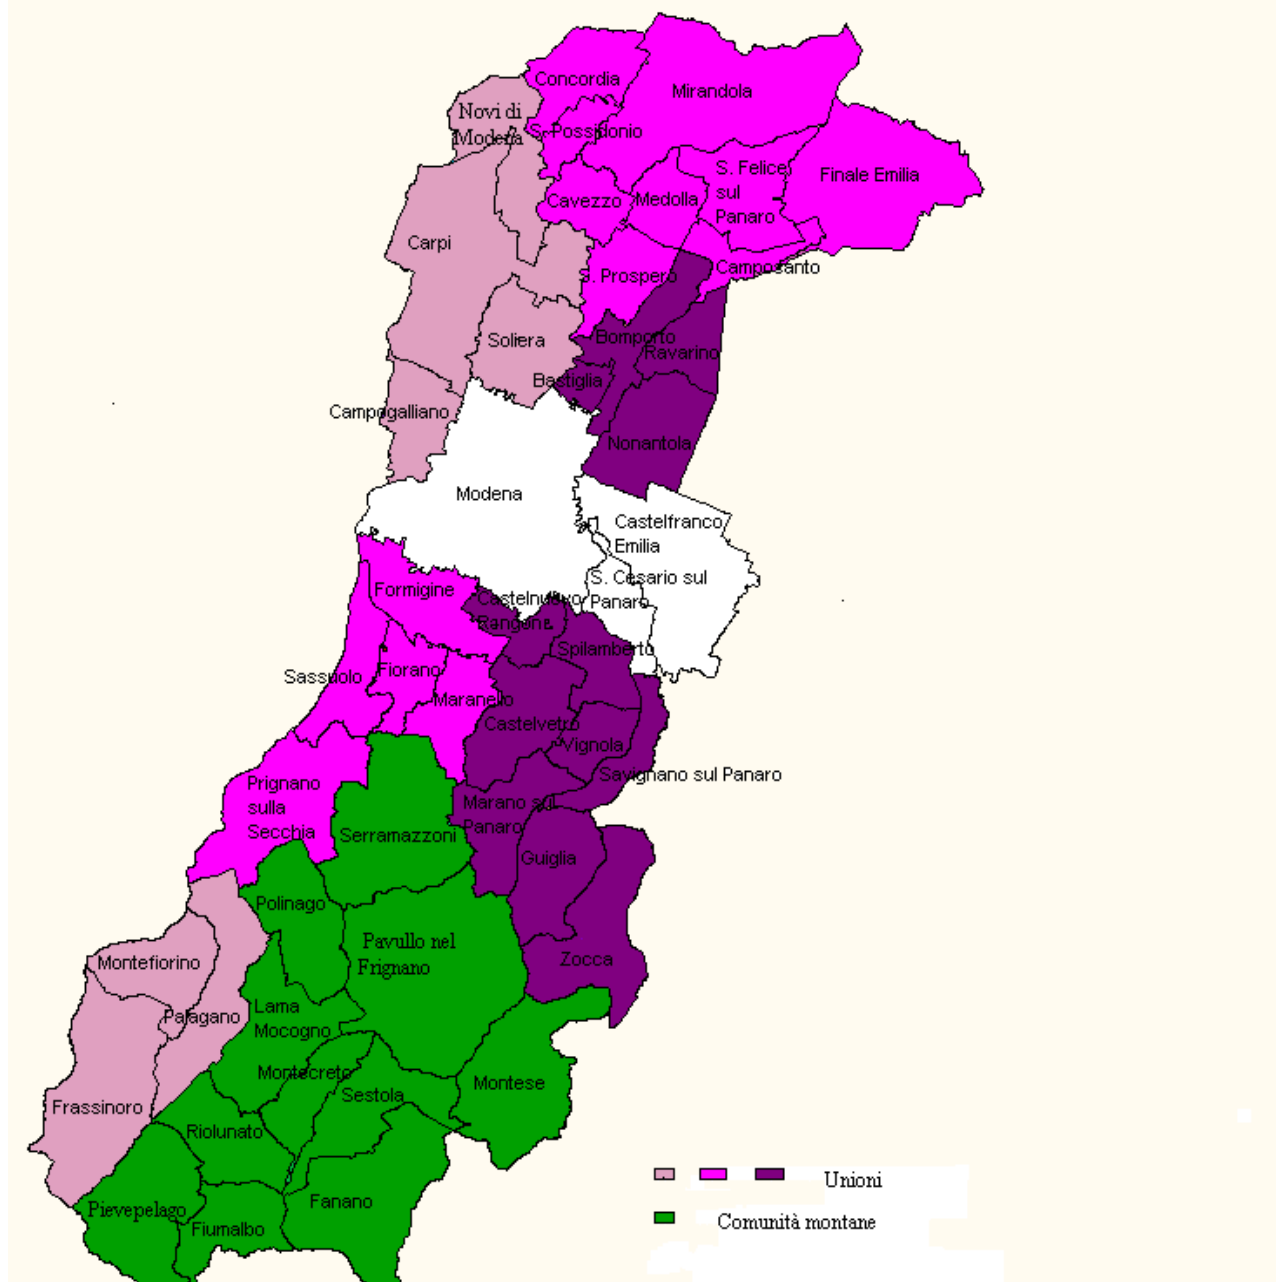 Concordia
Mirandola
Novi di
Modena
S. Possidonio
S. Felice
sul
Panaro
Finale Emilia
Cavezzo
Medolla
Carpi
Camposanto
S. Prospero
Soliera
Bomporto
Ravarino
Bastiglia
Campogalliano
Nonantola
Modena
Castelfranco
Emilia
S. Cesario sul
Panaro
Formigine
Castelnuovo
Rangone
Spilamberto
Sassuolo
Fiorano
Maranello
Castelvetro
Vignola
Savignano sul Panaro
Prignano
sulla
Secchia
Marano sul
Panaro
Serramazzoni
Guiglia
Polinago
Pavullo nel
Frignano
Zocca
Montefiorino
Palagano
Lama
Mocogno
Montecreto
Sestola
Montese
Frassinoro
Riolunato
Pievepelago
Fiumalbo
Fanano
Unioni
Comunità montane